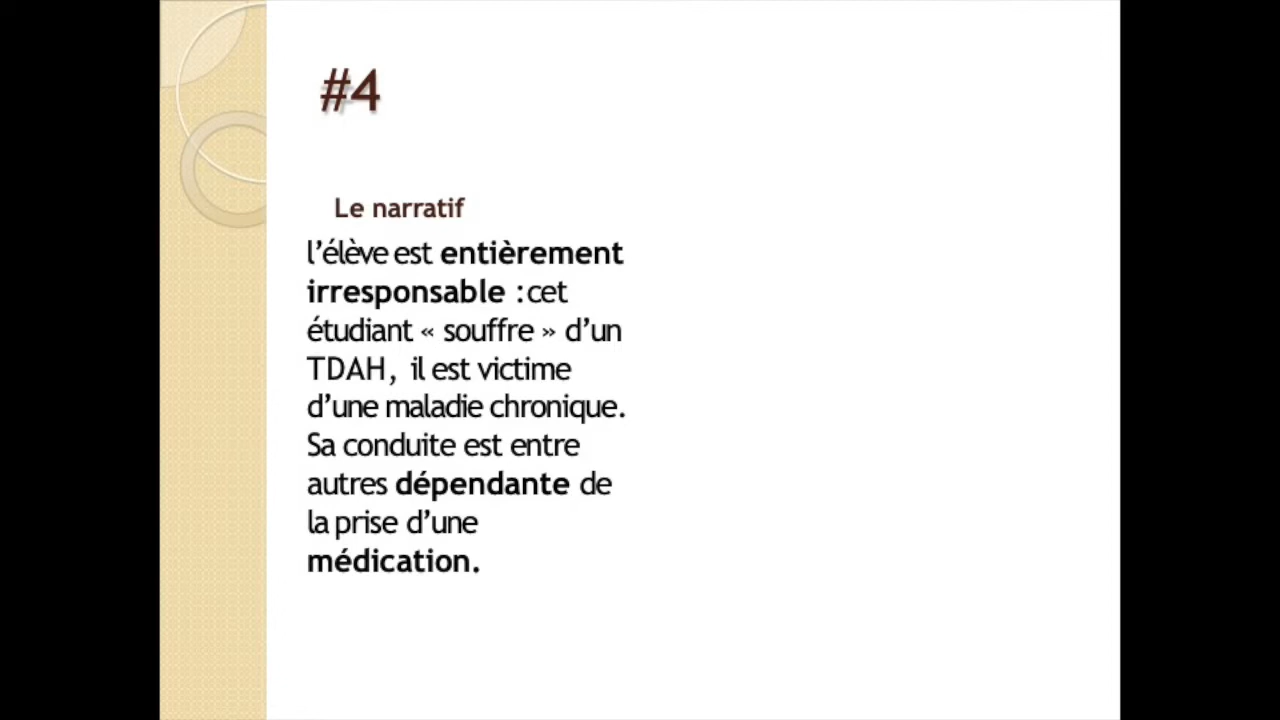 #4
Le narratif
l’élève est entièrement
irresponsable :cet
étudiant « souffre » d’un
TDAH, il est victime
d’une maladie chronique.
Sa conduite est entre
autres dépendante de
la prise d’une
médication.